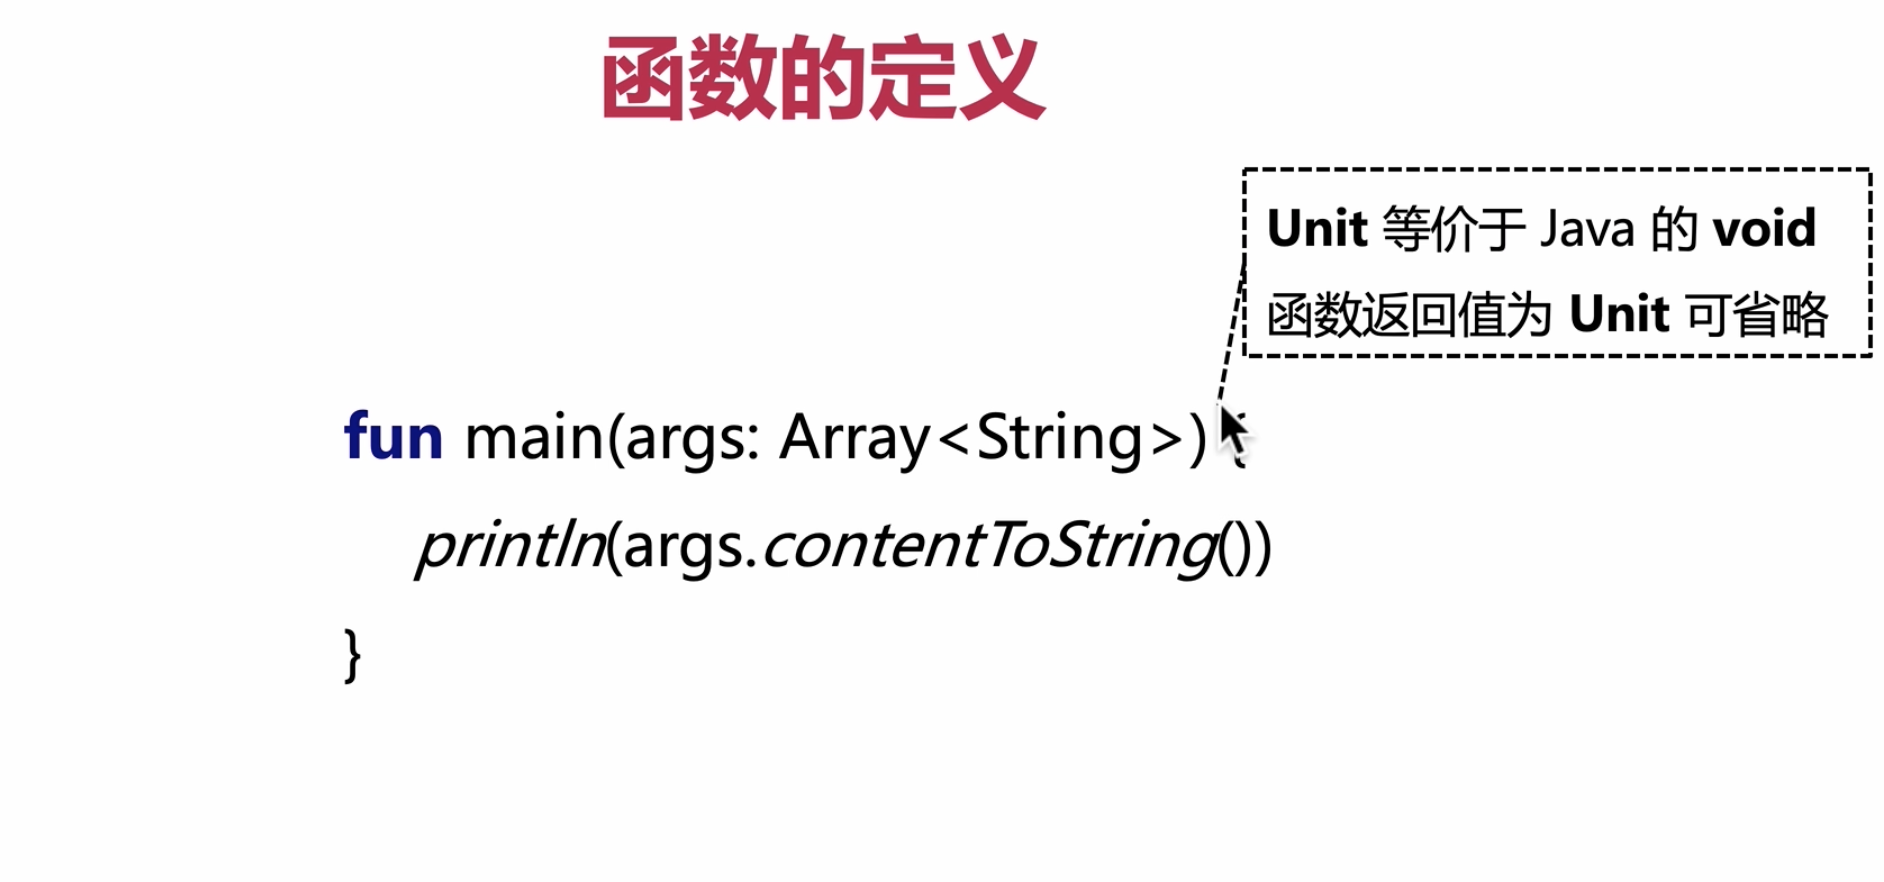 函数的定义
Unit 等价于 Java 的 void
函数返回值为 Unit 可省略
fun main(args: Array<String>) {
println(args.contentToString())
}